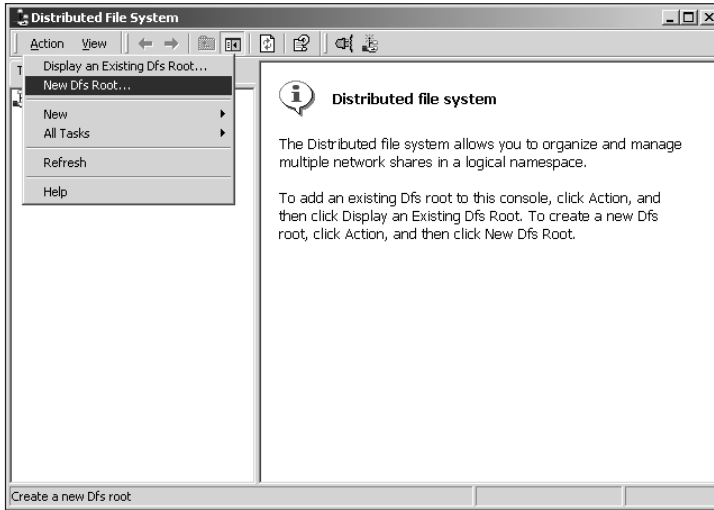 Distributed File System
Action View
T
Display an Existing Dfs Root...
New Dfs Root...
New
All Tasks
Refresh
Help
Distributed file system
The Distributed file system allows you to organize and manage
multiple network shares in a logical namespace.
To add an existing Dfs root to this console, click Action, and
then click Display an Existing Dfs Root. To create a new Dfs
root, click Action, and then click New Dfs Root.
Create a new Dfs root